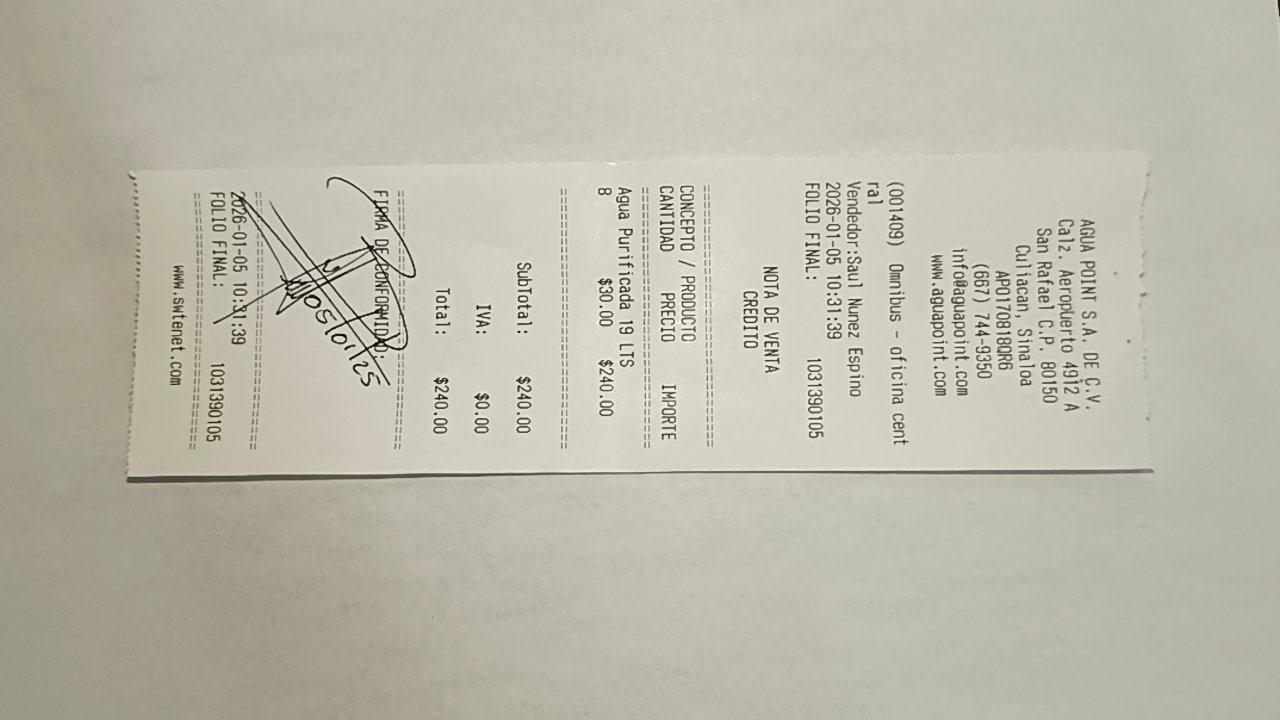 AGUA POINT S.A. DE C.V.
Calz. Aeropuerto 4912 A
San Rafael C.P. 80150
Culiacan, Sinaloa
APO170818QR6
(667) 744-9350
info@aguapoint.com
www.aguapoint.com
(001409) Omnibus - oficina cent
ral
Vendedor:Saul Nunez Espino
2026-01-05 10:31:39
FOLIO FINAL: 1031390105
NOTA DE VENTA
CREDITO
==============================
CONCEPTO / PRODUCTO
CANTIDAD PRECIO IMPORTE
==============================
Agua Purificada 19 LTS
8 $30.00 $240.00
==============================
SubTotal: $240.00
IVA: $0.00
Total: $240.00
==============================
FIRMA DE CONFORMIDAD:
05/01/25
==============================
2026-01-05 10:31:39
FOLIO FINAL: 1031390105
==============================
www.swtenet.com